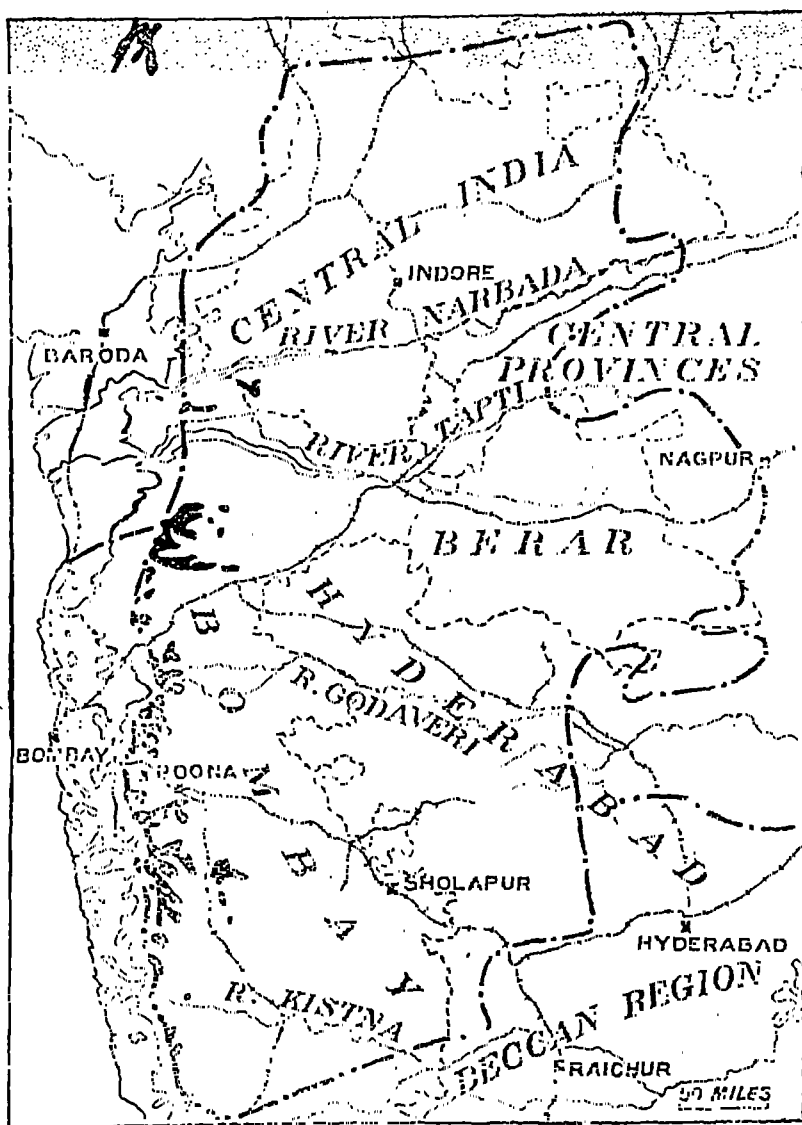 CENTRAL INDIA
INDORE
RIVER NARBADA
BARODA
CENTRAL
PROVINCES
RIVER TAPTI
NAGPUR
BERAR
HYDERABAD
BOMBAY
R. GODAVERI
BOMBAY
POONA
SHOLAPUR
HYDERABAD
R. KISTNA
DECCAN REGION
RAICHUR
50 MILES